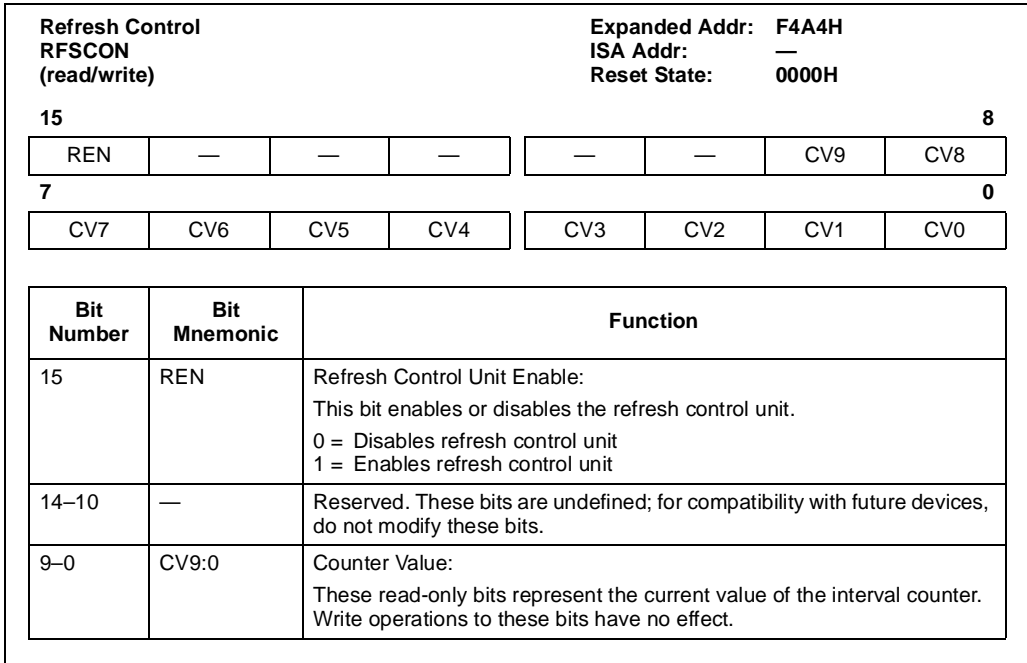 Refresh Control Expanded Addr: F4A4H
RFSCON ISA Addr: —
(read/write) Reset State: 0000H
15 8
REN — — — — — CV9 CV8
7 0
CV7 CV6 CV5 CV4 CV3 CV2 CV1 CV0
Bit Number Bit Mnemonic Function
15 REN Refresh Control Unit Enable:
This bit enables or disables the refresh control unit.
0 = Disables refresh control unit
1 = Enables refresh control unit
14–10 — Reserved. These bits are undefined; for compatibility with future devices,
do not modify these bits.
9–0 CV9:0 Counter Value:
These read-only bits represent the current value of the interval counter.
Write operations to these bits have no effect.